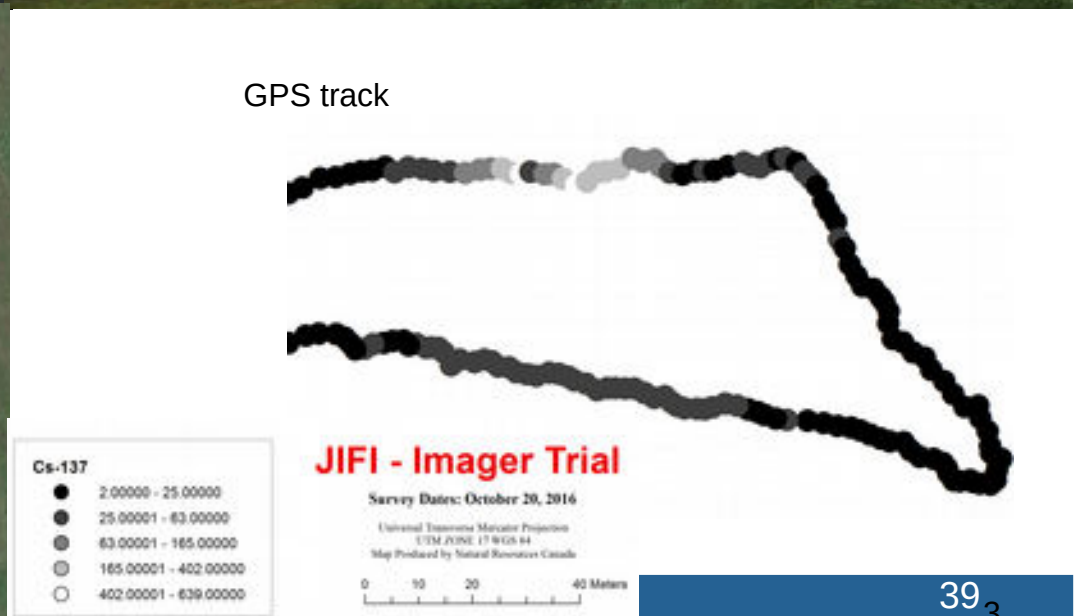 GPS track
Cs-137
2.00000 - 25.00000
25.00001 - 63.00000
63.00001 - 165.00000
165.00001 - 402.00000
402.00001 - 639.00000
JIFI - Imager Trial
Survey Dates: October 20, 2016
Universal Transverse Mercator Projection
UTM ZONE 17 WGS 84
Map Produced by Natural Resources Canada
0 10 20 40 Meters
39
3